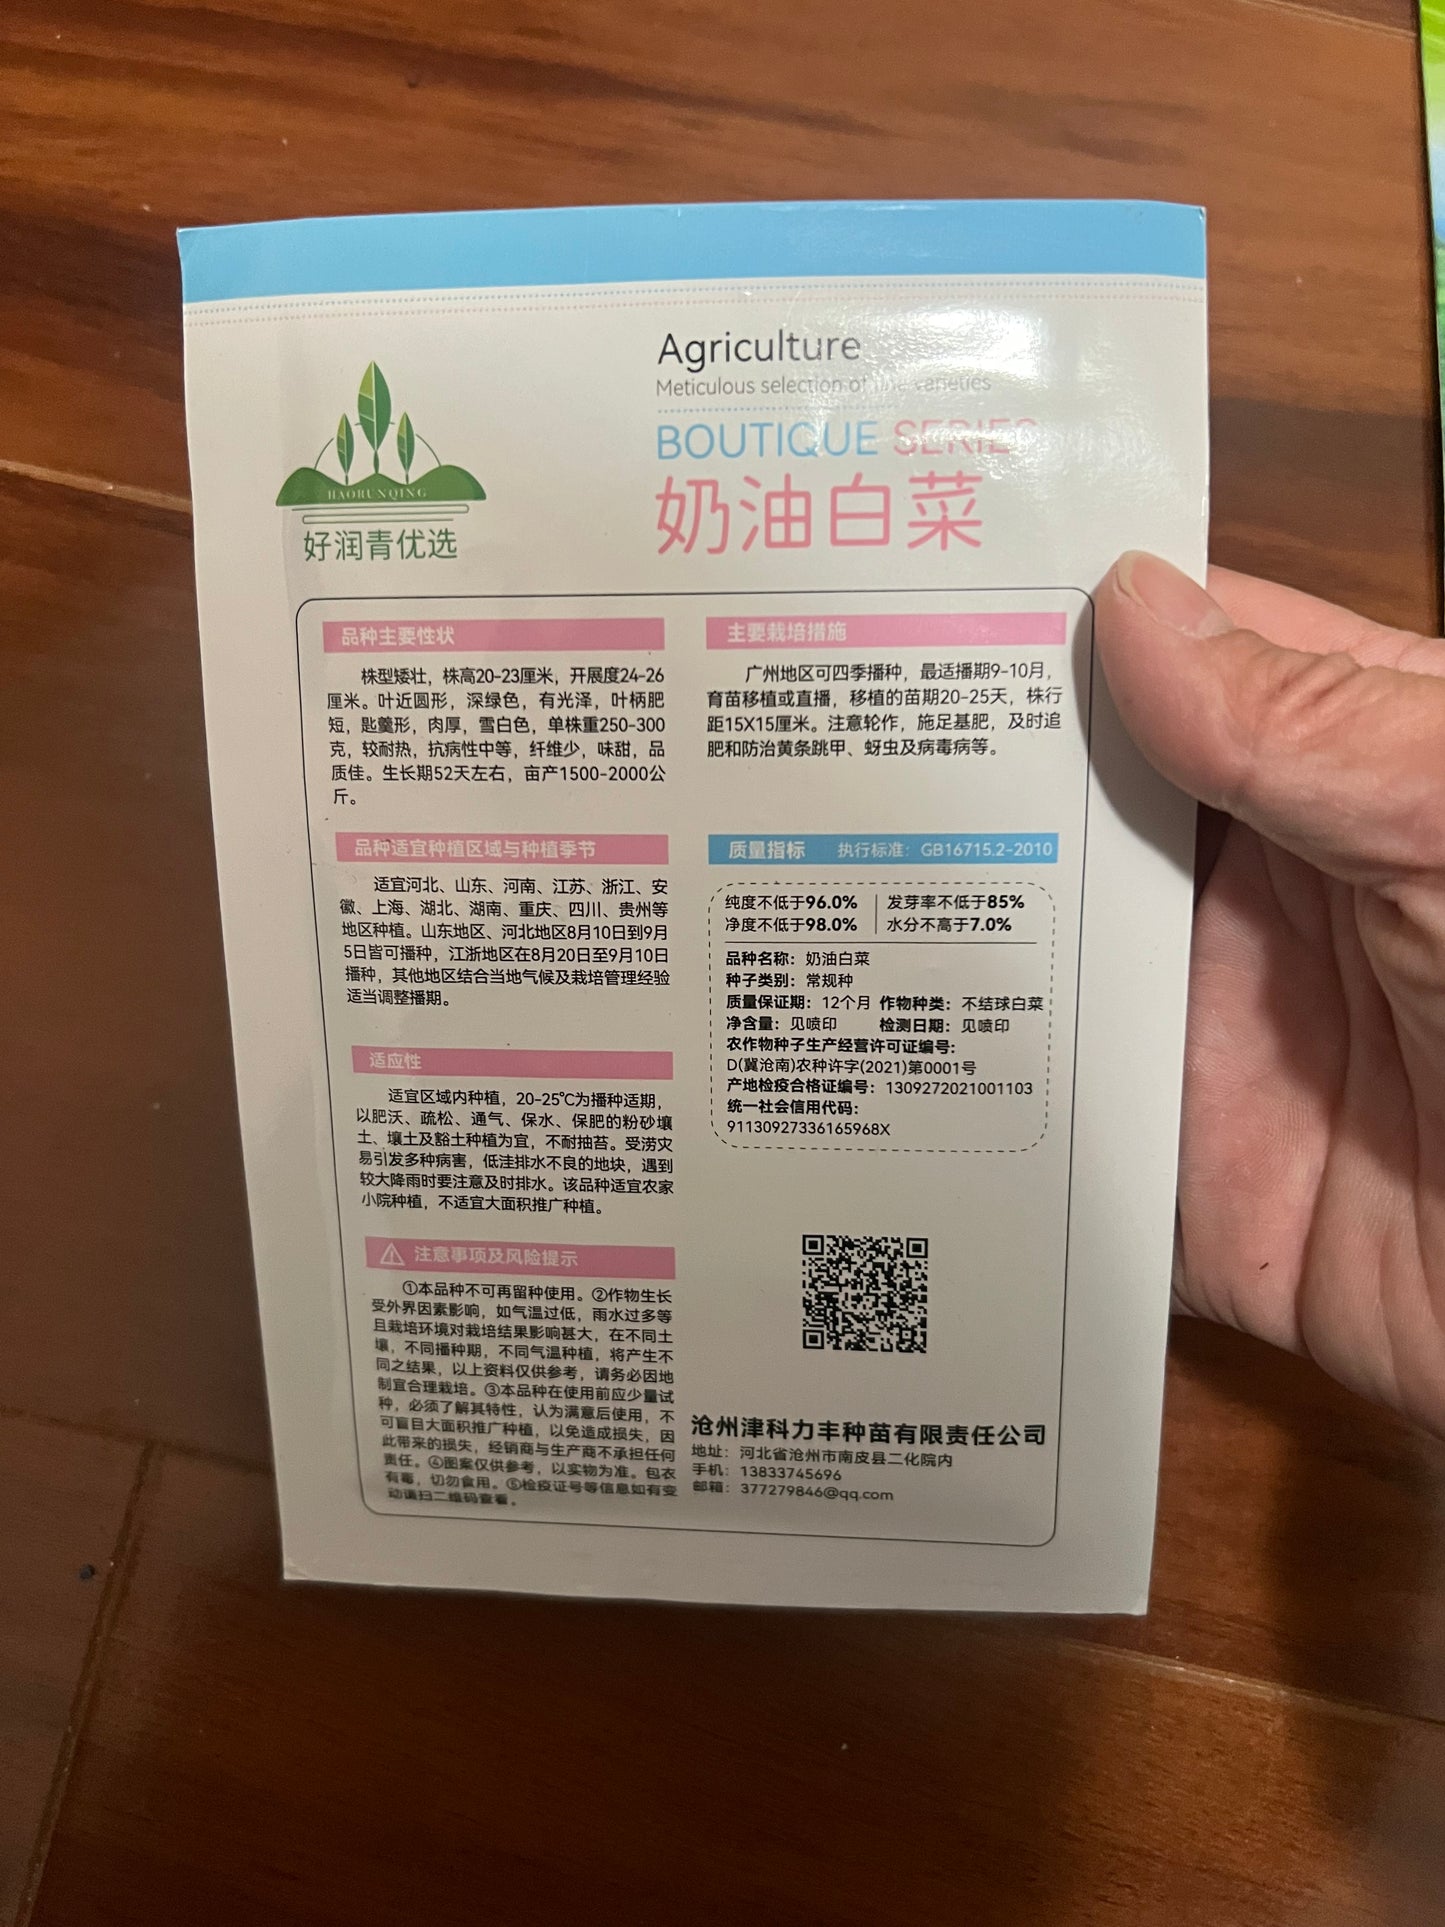 Agriculture
Meticulous selection of fine varieties
BOUTIQUE SERIES
奶油白菜
HAORUNQING
好润青优选
品种主要性状
株型矮壮，株高20-23厘米，开展度24-26
厘米。叶近圆形，深绿色，有光泽，叶柄肥
短，匙羹形，肉厚，雪白色，单株重250-300
克，较耐热，抗病性中等，纤维少，味甜，品
质佳。生长期52天左右，亩产1500-2000公
斤。
品种适宜种植区域与种植季节
适宜河北、山东、河南、江苏、浙江、安
徽、上海、湖北、湖南、重庆、四川、贵州等
地区种植。山东地区、河北地区8月10日到9月
5日皆可播种，江浙地区在8月20日至9月10日
播种，其他地区结合当地气候及栽培管理经验
适当调整播期。
适应性
适宜区域内种植，20-25℃为播种适期，
以肥沃、疏松、通气、保水、保肥的粉砂壤
土、壤土及豁土种植为宜，不耐抽苔。受涝灾
易引发多种病害，低洼排水不良的地块，遇到
较大降雨时要注意及时排水。该品种适宜农家
小院种植，不适宜大面积推广种植。
注意事项及风险提示
①本品种不可再留种使用。②作物生长
受外界因素影响，如气温过低，雨水过多等
且栽培环境对栽培结果影响甚大，在不同土
壤，不同播种期，不同气温种植，将产生不
同之结果，以上资料仅供参考，请务必因地
制宜合理栽培。③本品种在使用前应少量试
种，必须了解其特性，认为满意后使用，不
可盲目大面积推广种植，以免造成损失，因
此带来的损失，经销商与生产商不承担任何
责任。④图案仅供参考，以实物为准。包衣
有毒，切勿食用。⑤检疫证号等信息如有变
动请扫二维码查看。
主要栽培措施
广州地区可四季播种，最适播期9-10月，
育苗移植或直播，移植的苗期20-25天，株行
距15X15厘米。注意轮作，施足基肥，及时追
肥和防治黄条跳甲、蚜虫及病毒病等。
质量指标 执行标准：GB16715.2-2010
纯度不低于96.0% 发芽率不低于85%
净度不低于98.0% 水分不高于7.0%
品种名称：奶油白菜
种子类别：常规种
质量保证期：12个月 作物种类：不结球白菜
净含量：见喷印 检测日期：见喷印
农作物种子生产经营许可证编号：
D(冀沧南)农种许字(2021)第0001号
产地检疫合格证编号：1309272021001103
统一社会信用代码：
91130927336165968X
沧州津科力丰种苗有限责任公司
地址：河北省沧州市南皮县二化院内
手机：13833745696
邮箱：377279846@qq.com